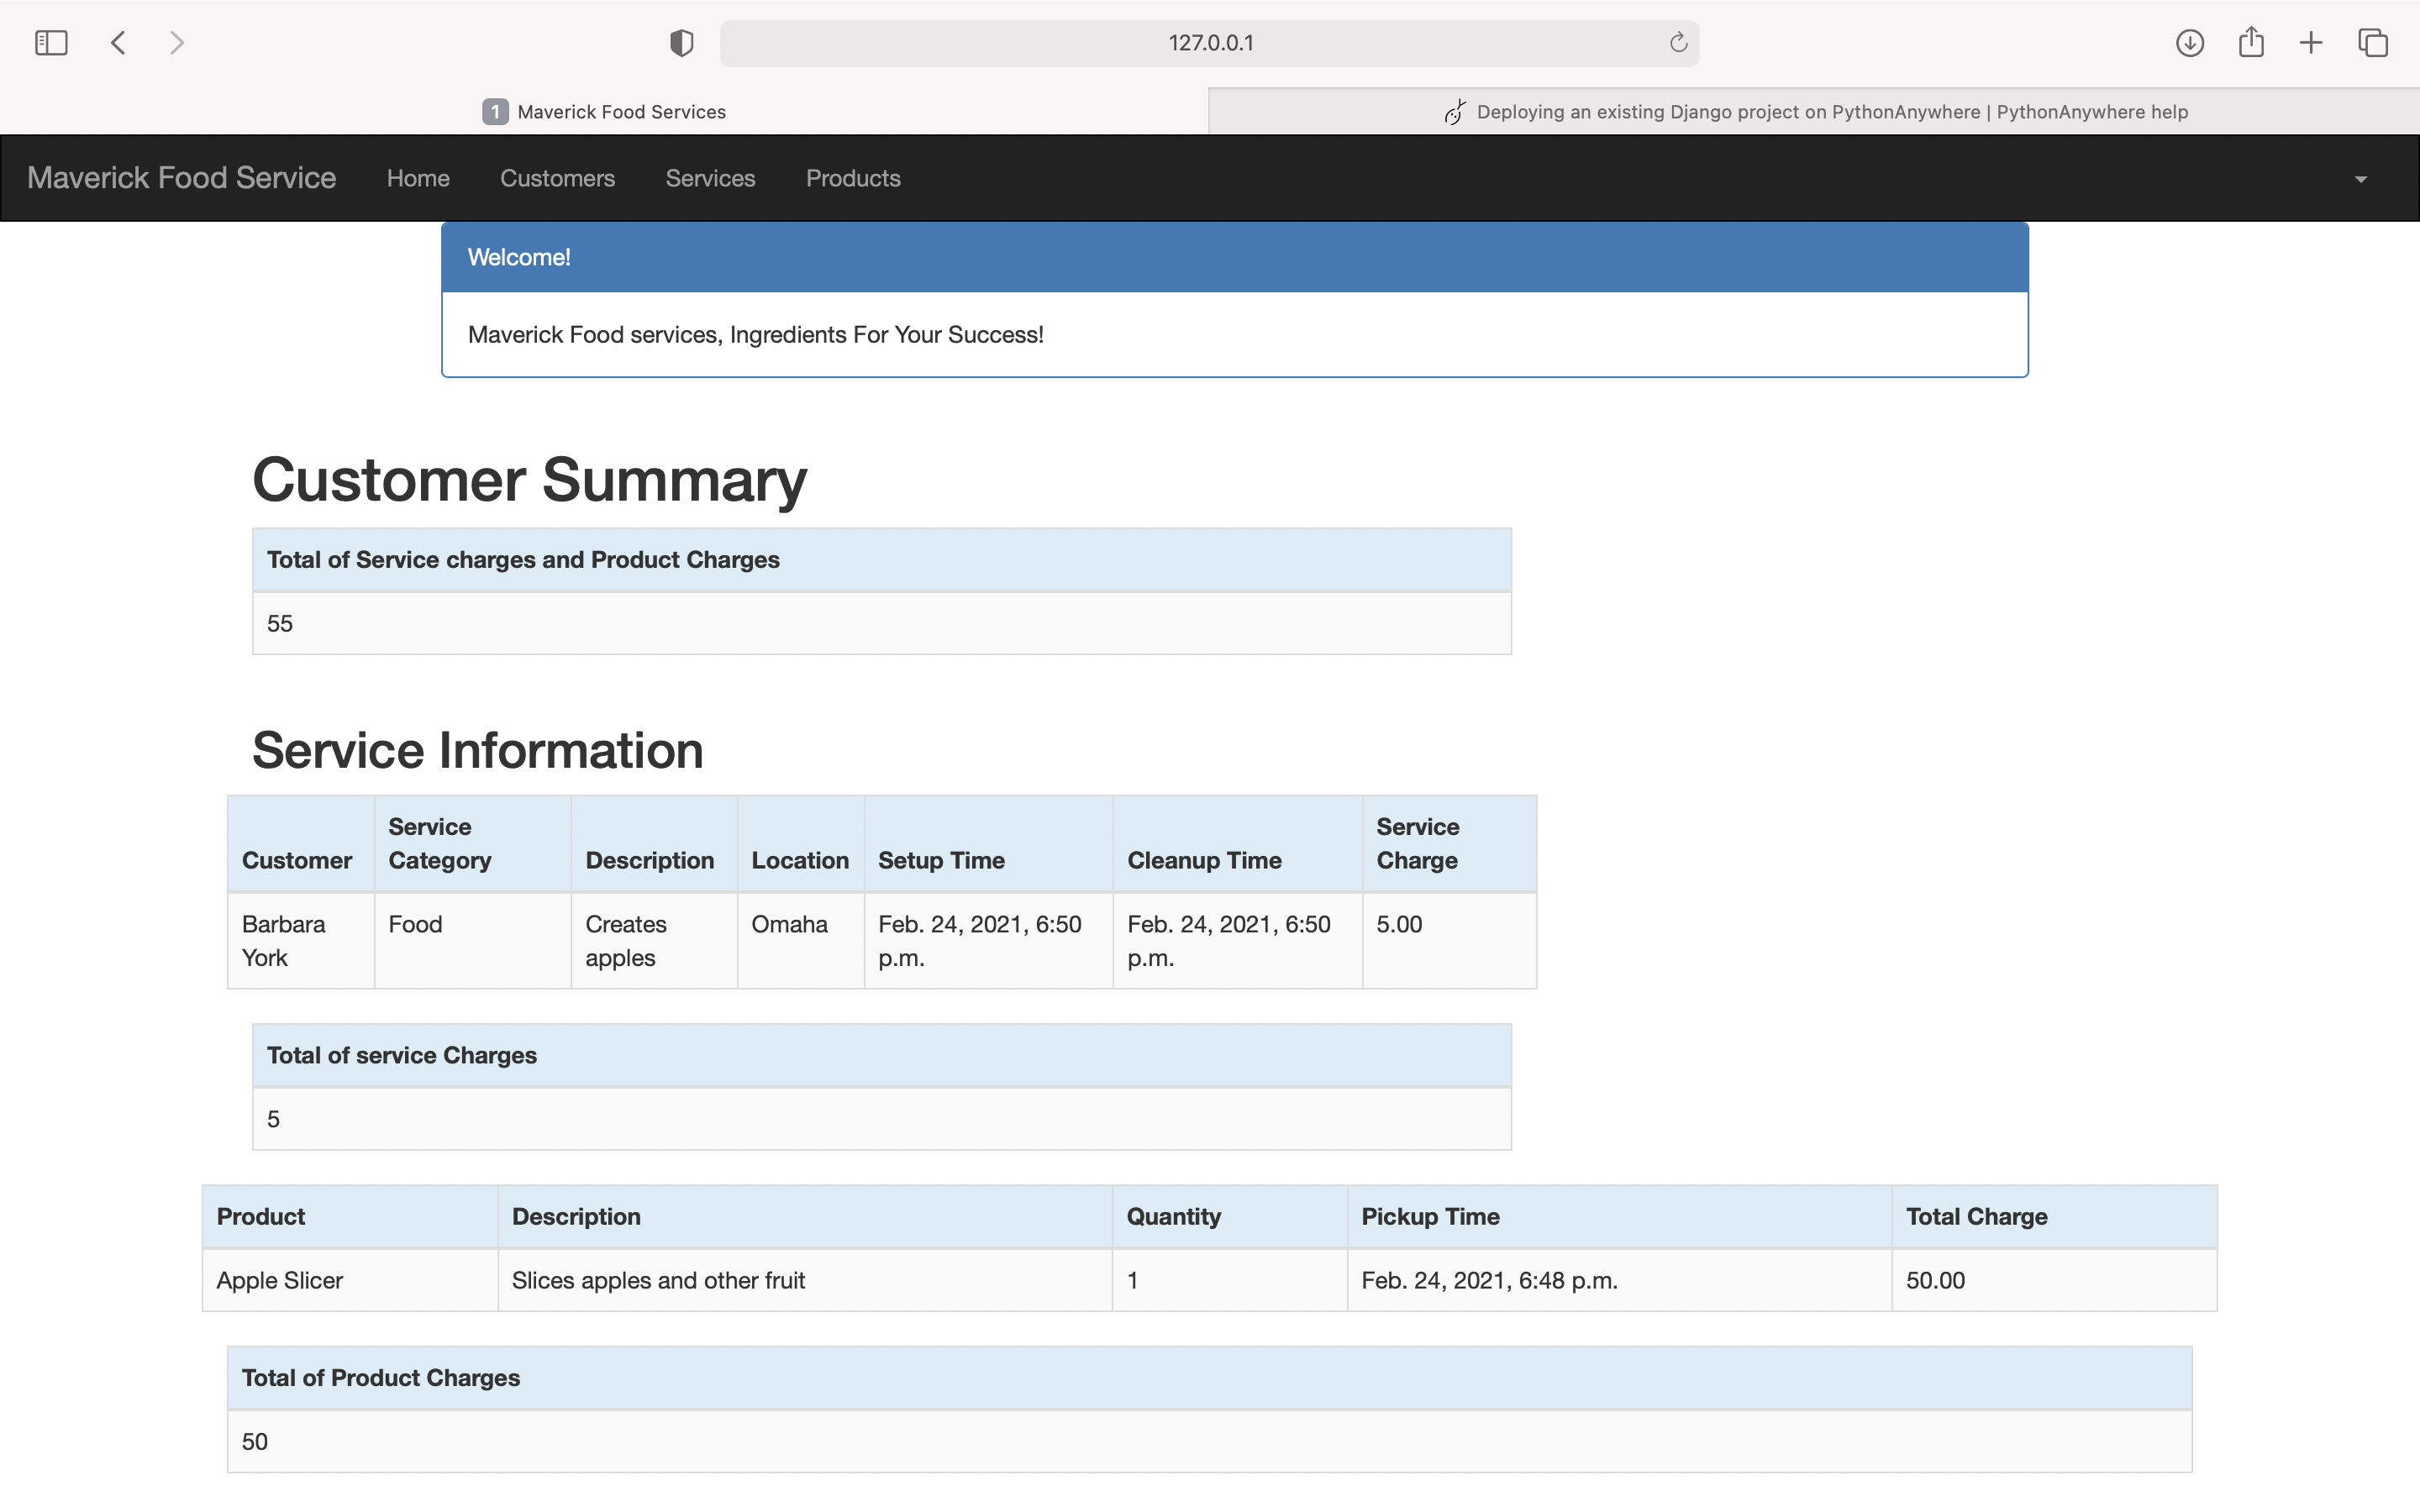 127.0.0.1
1 Maverick Food Services
Deploying an existing Django project on PythonAnywhere | PythonAnywhere help
Maverick Food Service Home Customers Services Products
Welcome!
Maverick Food services, Ingredients For Your Success!
Customer Summary
Total of Service charges and Product Charges
55
Service Information
Customer Service Category Description Location Setup Time Cleanup Time Service Charge
Barbara York Food Creates apples Omaha Feb. 24, 2021, 6:50 p.m. Feb. 24, 2021, 6:50 p.m. 5.00
Total of service Charges
5
Product Description Quantity Pickup Time Total Charge
Apple Slicer Slices apples and other fruit 1 Feb. 24, 2021, 6:48 p.m. 50.00
Total of Product Charges
50